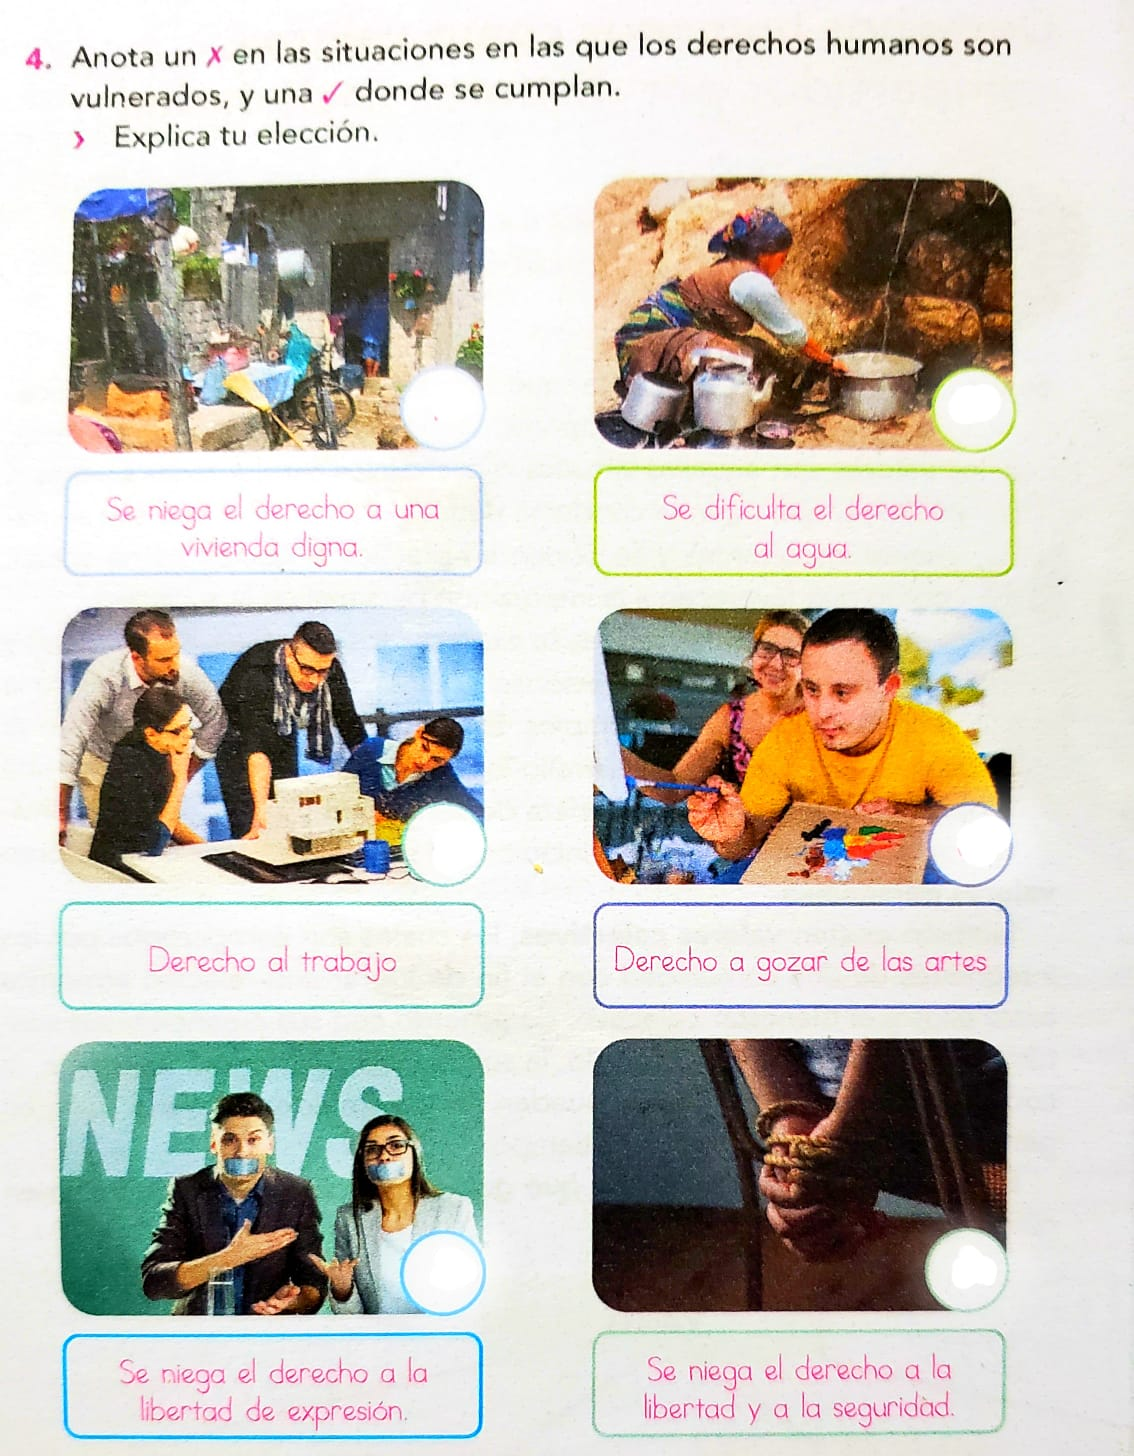 4. Anota un ✗ en las situaciones en las que los derechos humanos son
vulnerados, y una ✓ donde se cumplan.
› Explica tu elección.
Se niega el derecho a una
vivienda digna.
Se dificulta el derecho
al agua.
Derecho al trabajo
Derecho a gozar de las artes
NEWS
Se niega el derecho a la
libertad de expresión.
Se niega el derecho a la
libertad y a la seguridad.